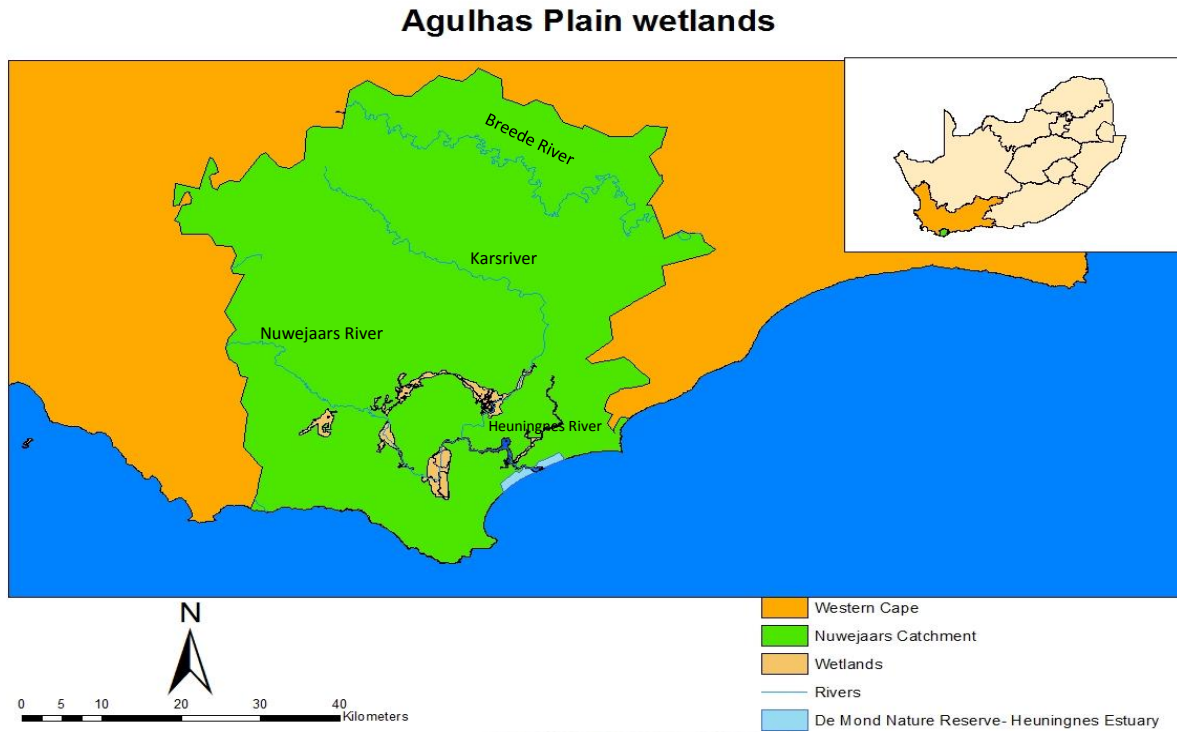 Agulhas Plain wetlands
Breede River
Karsriver
Nuwejaars River
Heuningnes River
N
0 5 10 20 30 40
Kilometers
Western Cape
Nuwejaars Catchment
Wetlands
Rivers
De Mond Nature Reserve- Heuningnes Estuary